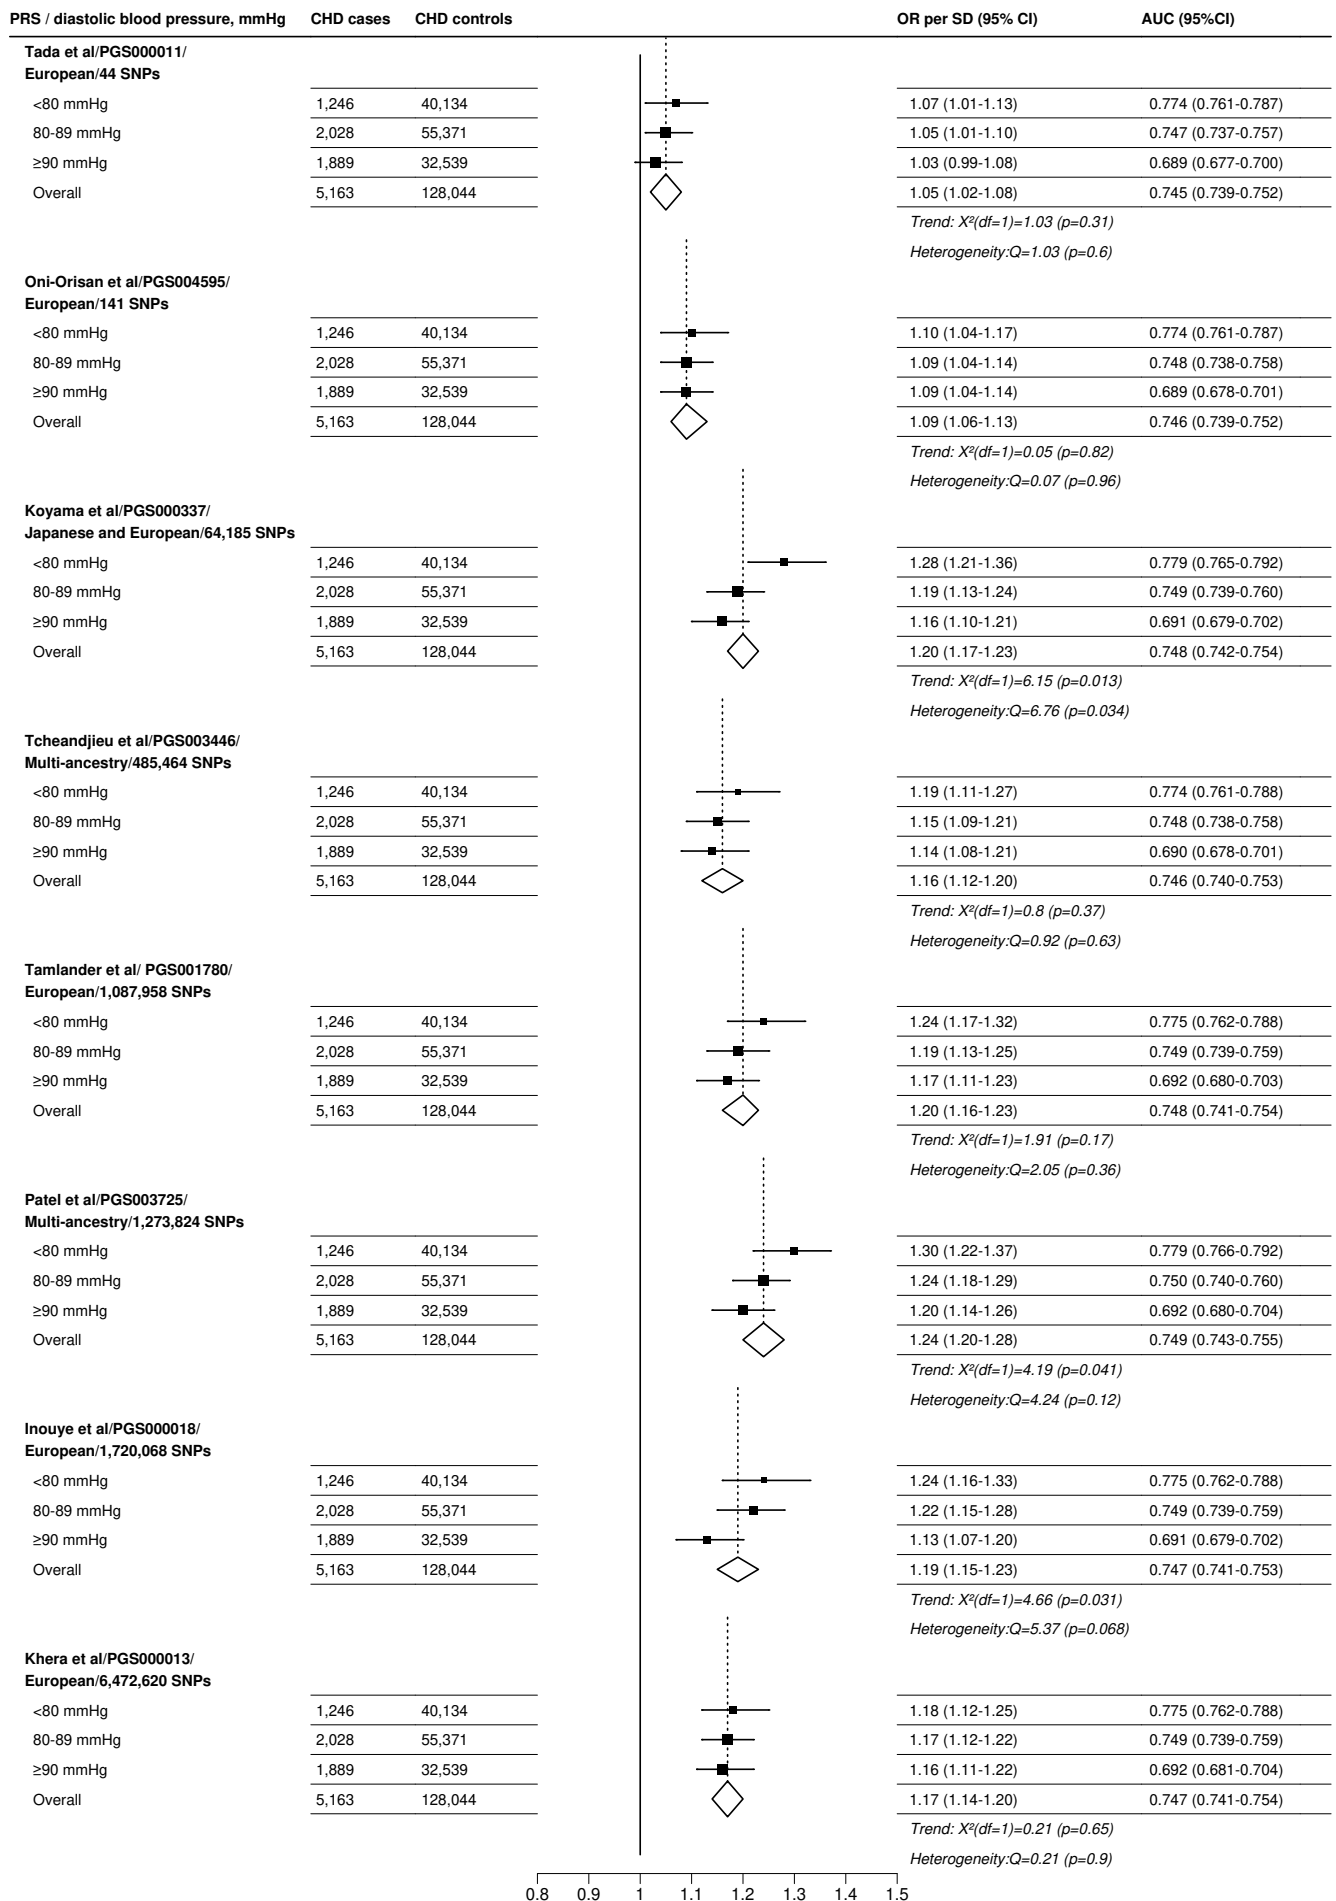 PRS / diastolic blood pressure, mmHg CHD cases CHD controls OR per SD (95% CI) AUC (95%CI)
Tada et al/PGS000011/
European/44 SNPs
<80 mmHg 1,246 40,134 1.07 (1.01-1.13) 0.774 (0.761-0.787)
80-89 mmHg 2,028 55,371 1.05 (1.01-1.10) 0.747 (0.737-0.757)
≥90 mmHg 1,889 32,539 1.03 (0.99-1.08) 0.689 (0.677-0.700)
Overall 5,163 128,044 1.05 (1.02-1.08) 0.745 (0.739-0.752)
Trend: X²(df=1)=1.03 (p=0.31)
Heterogeneity:Q=1.03 (p=0.6)
Oni-Orisan et al/PGS004595/
European/141 SNPs
<80 mmHg 1,246 40,134 1.10 (1.04-1.17) 0.774 (0.761-0.787)
80-89 mmHg 2,028 55,371 1.09 (1.04-1.14) 0.748 (0.738-0.758)
≥90 mmHg 1,889 32,539 1.09 (1.04-1.14) 0.689 (0.678-0.701)
Overall 5,163 128,044 1.09 (1.06-1.13) 0.746 (0.739-0.752)
Trend: X²(df=1)=0.05 (p=0.82)
Heterogeneity:Q=0.07 (p=0.96)
Koyama et al/PGS000337/
Japanese and European/64,185 SNPs
<80 mmHg 1,246 40,134 1.28 (1.21-1.36) 0.779 (0.765-0.792)
80-89 mmHg 2,028 55,371 1.19 (1.13-1.24) 0.749 (0.739-0.760)
≥90 mmHg 1,889 32,539 1.16 (1.10-1.21) 0.691 (0.679-0.702)
Overall 5,163 128,044 1.20 (1.17-1.23) 0.748 (0.742-0.754)
Trend: X²(df=1)=6.15 (p=0.013)
Heterogeneity:Q=6.76 (p=0.034)
Tcheandjieu et al/PGS003446/
Multi-ancestry/485,464 SNPs
<80 mmHg 1,246 40,134 1.19 (1.11-1.27) 0.774 (0.761-0.788)
80-89 mmHg 2,028 55,371 1.15 (1.09-1.21) 0.748 (0.738-0.758)
≥90 mmHg 1,889 32,539 1.14 (1.08-1.21) 0.690 (0.678-0.701)
Overall 5,163 128,044 1.16 (1.12-1.20) 0.746 (0.740-0.753)
Trend: X²(df=1)=0.8 (p=0.37)
Heterogeneity:Q=0.92 (p=0.63)
Tamlander et al/ PGS001780/
European/1,087,958 SNPs
<80 mmHg 1,246 40,134 1.24 (1.17-1.32) 0.775 (0.762-0.788)
80-89 mmHg 2,028 55,371 1.19 (1.13-1.25) 0.749 (0.739-0.759)
≥90 mmHg 1,889 32,539 1.17 (1.11-1.23) 0.692 (0.680-0.703)
Overall 5,163 128,044 1.20 (1.16-1.23) 0.748 (0.741-0.754)
Trend: X²(df=1)=1.91 (p=0.17)
Heterogeneity:Q=2.05 (p=0.36)
Patel et al/PGS003725/
Multi-ancestry/1,273,824 SNPs
<80 mmHg 1,246 40,134 1.30 (1.22-1.37) 0.779 (0.766-0.792)
80-89 mmHg 2,028 55,371 1.24 (1.18-1.29) 0.750 (0.740-0.760)
≥90 mmHg 1,889 32,539 1.20 (1.14-1.26) 0.692 (0.680-0.704)
Overall 5,163 128,044 1.24 (1.20-1.28) 0.749 (0.743-0.755)
Trend: X²(df=1)=4.19 (p=0.041)
Heterogeneity:Q=4.24 (p=0.12)
Inouye et al/PGS000018/
European/1,720,068 SNPs
<80 mmHg 1,246 40,134 1.24 (1.16-1.33) 0.775 (0.762-0.788)
80-89 mmHg 2,028 55,371 1.22 (1.15-1.28) 0.749 (0.739-0.759)
≥90 mmHg 1,889 32,539 1.13 (1.07-1.20) 0.691 (0.679-0.702)
Overall 5,163 128,044 1.19 (1.15-1.23) 0.747 (0.741-0.753)
Trend: X²(df=1)=4.66 (p=0.031)
Heterogeneity:Q=5.37 (p=0.068)
Khera et al/PGS000013/
European/6,472,620 SNPs
<80 mmHg 1,246 40,134 1.18 (1.12-1.25) 0.775 (0.762-0.788)
80-89 mmHg 2,028 55,371 1.17 (1.12-1.22) 0.749 (0.739-0.759)
≥90 mmHg 1,889 32,539 1.16 (1.11-1.22) 0.692 (0.681-0.704)
Overall 5,163 128,044 1.17 (1.14-1.20) 0.747 (0.741-0.754)
Trend: X²(df=1)=0.21 (p=0.65)
Heterogeneity:Q=0.21 (p=0.9)
0.8 0.9 1 1.1 1.2 1.3 1.4 1.5